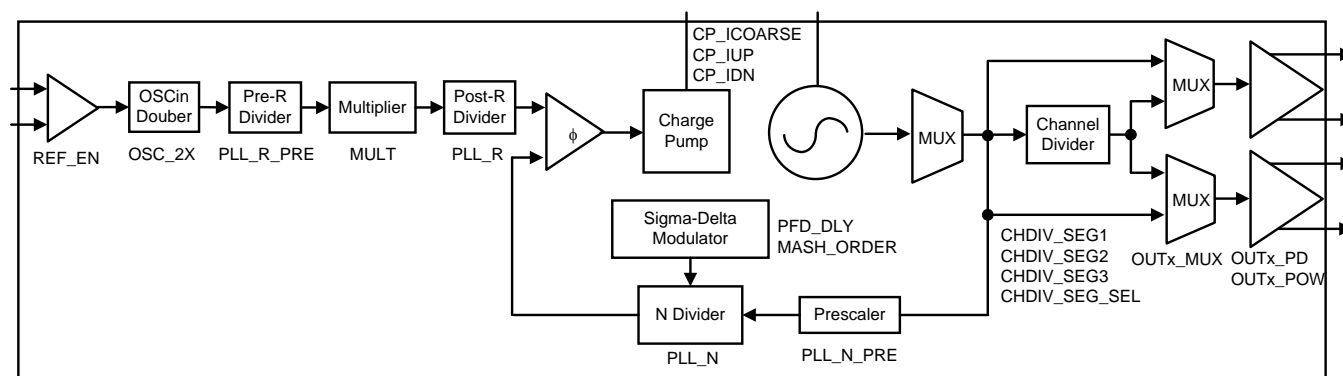 CP_ICOARSE
CP_IUP
CP_IDN
OSCin
Douber
Pre-R
Divider
Multiplier
Post-R
Divider
ϕ
Charge
Pump
MUX
Channel
Divider
MUX
MUX
REF_EN
OSC_2X
PLL_R_PRE
MULT
PLL_R
Sigma-Delta
Modulator
PFD_DLY
MASH_ORDER
CHDIV_SEG1
CHDIV_SEG2
CHDIV_SEG3
CHDIV_SEG_SEL
OUTx_MUX
OUTx_PD
OUTx_POW
N Divider
Prescaler
PLL_N
PLL_N_PRE